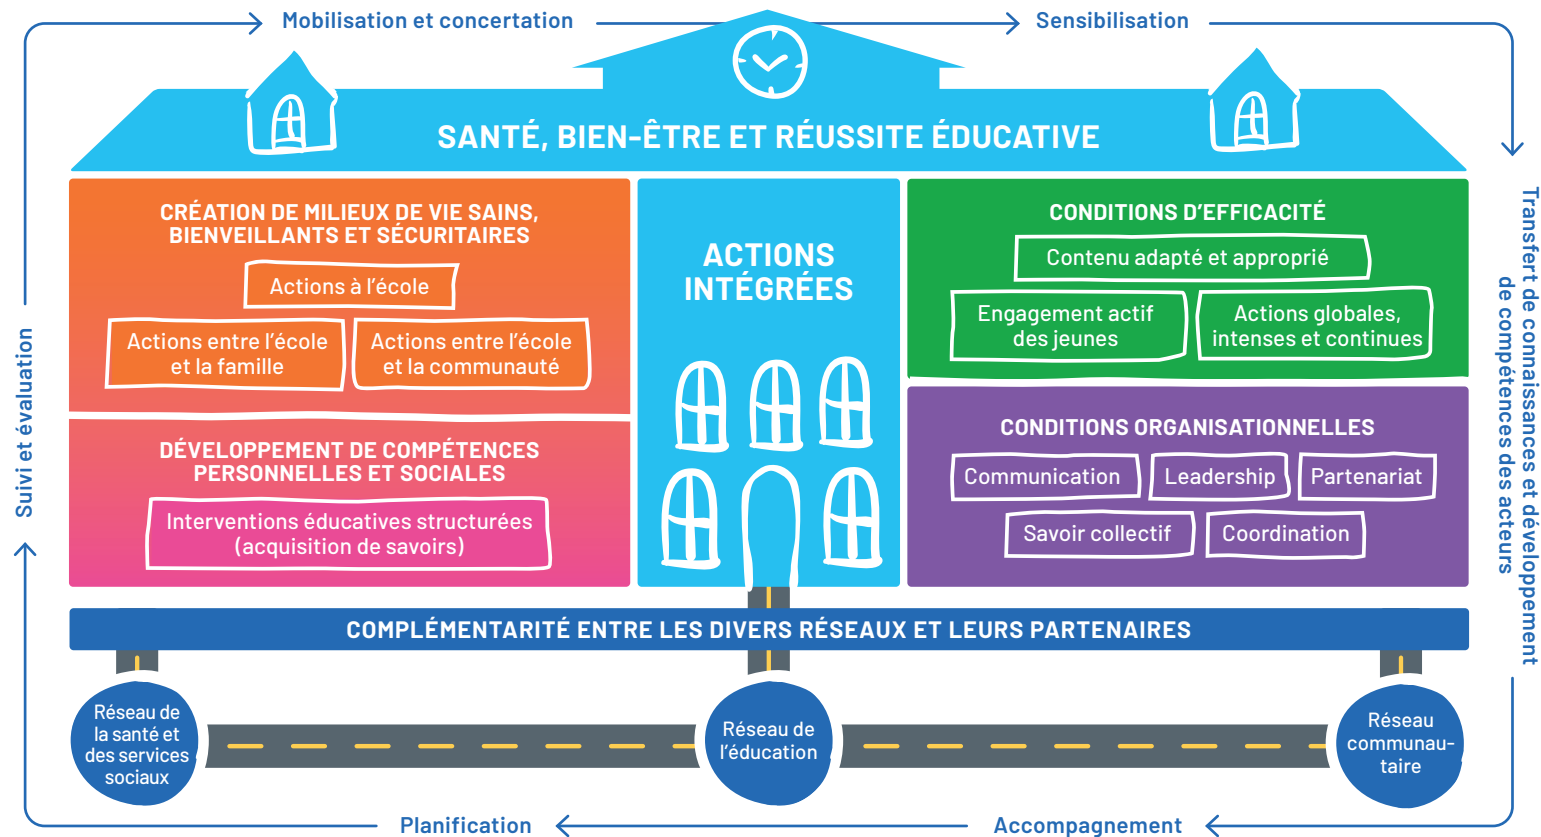 Mobilisation et concertation
Sensibilisation
SANTÉ, BIEN-ÊTRE ET RÉUSSITE ÉDUCATIVE
CRÉATION DE MILIEUX DE VIE SAINS,
BIENVEILLANTS ET SÉCURITAIRES
Actions à l’école
Actions entre l’école
et la famille
Actions entre l’école
et la communauté
DÉVELOPPEMENT DE COMPÉTENCES
PERSONNELLES ET SOCIALES
Interventions éducatives structurées
(acquisition de savoirs)
ACTIONS
INTÉGRÉES
CONDITIONS D’EFFICACITÉ
Contenu adapté et approprié
Engagement actif
des jeunes
Actions globales,
intenses et continues
CONDITIONS ORGANISATIONNELLES
Communication
Leadership
Partenariat
Savoir collectif
Coordination
Transfert de connaissances et développement
de compétences des acteurs
Suivi et évaluation
COMPLÉMENTARITÉ ENTRE LES DIVERS RÉSEAUX ET LEURS PARTENAIRES
Réseau de
la santé et
des services
sociaux
Réseau de
l’éducation
Réseau
communau-
taire
Planification
Accompagnement